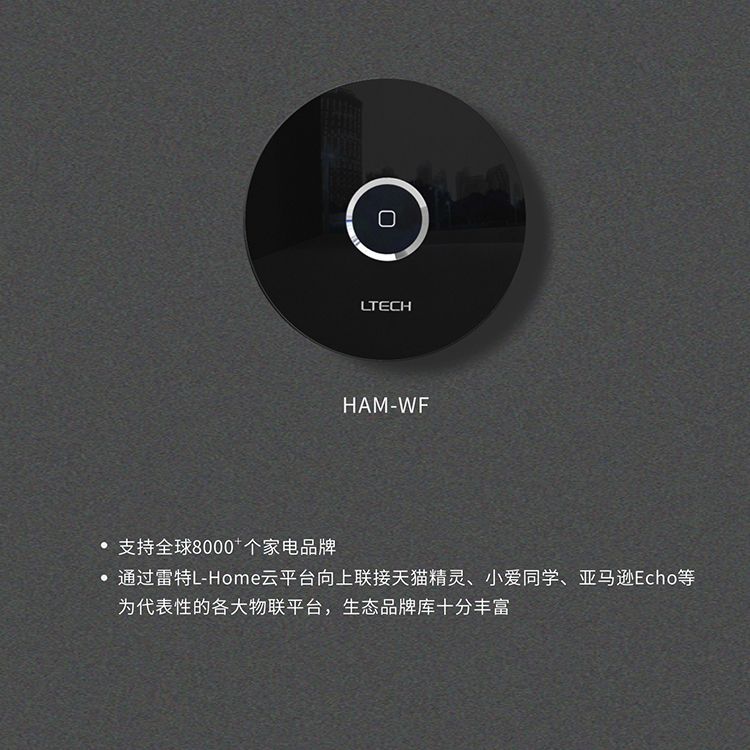 LTECH
HAM-WF
• 支持全球8000+个家电品牌
• 通过雷特L-Home云平台向上联接天猫精灵、小爱同学、亚马逊Echo等
为代表性的各大物联平台，生态品牌库十分丰富